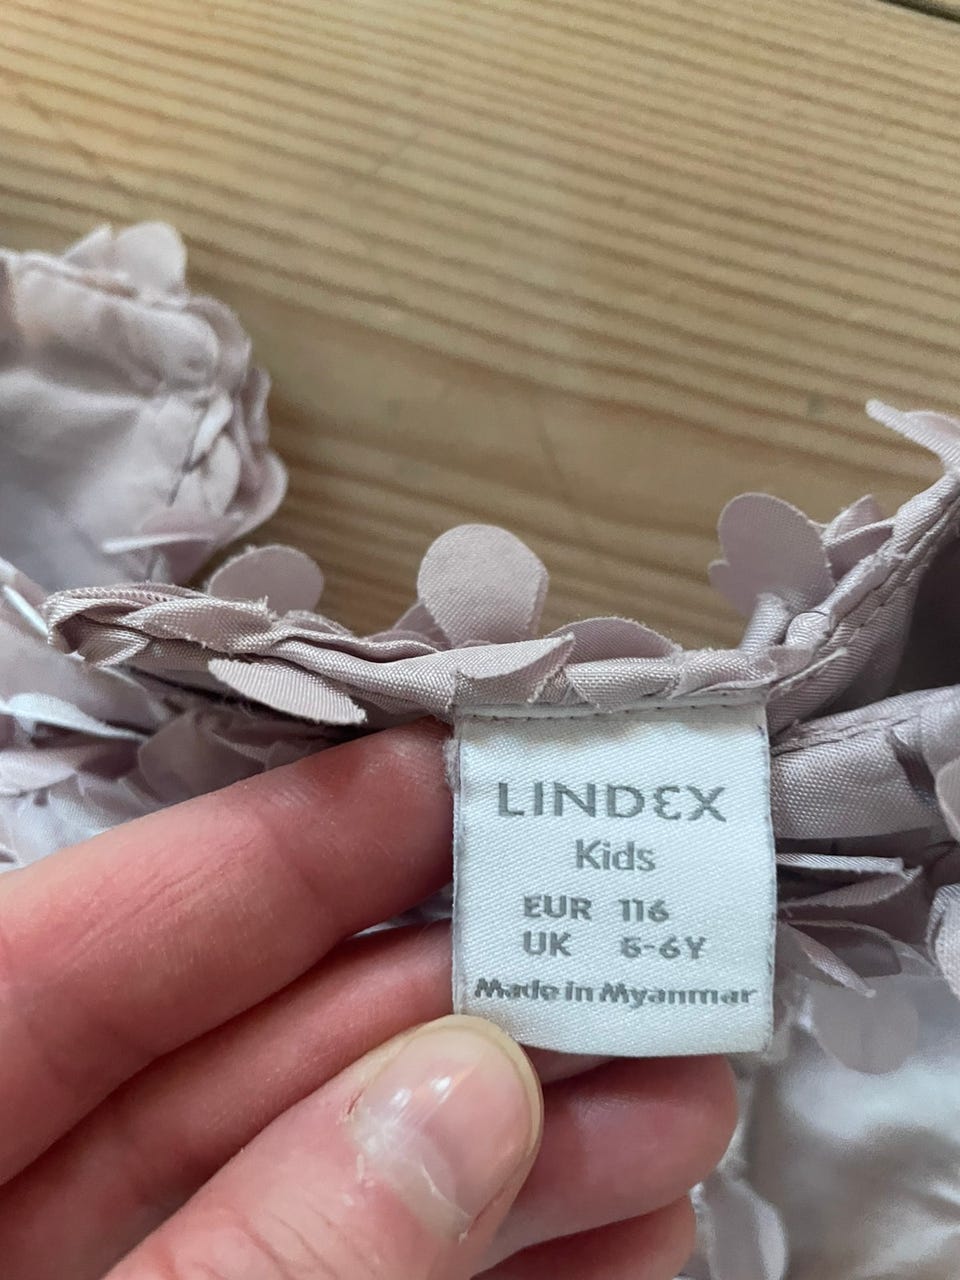 LINDEX
Kids
EUR 116
UK 5-6Y
Made in Myanmar